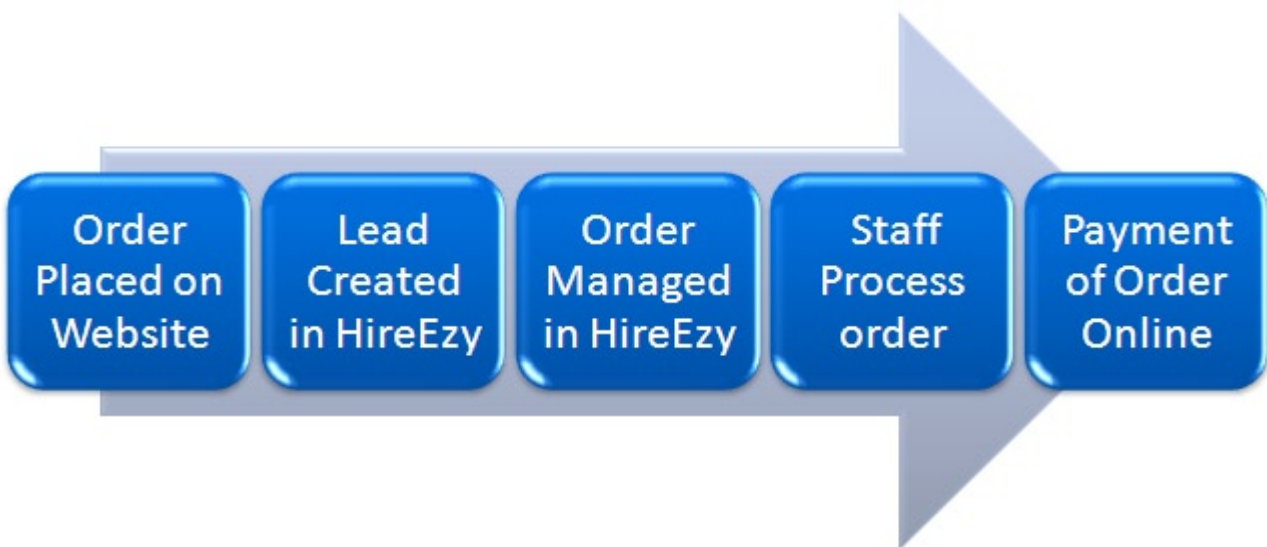 Order
Placed on
Website
Lead
Created
in HireEzy
Order
Managed
in HireEzy
Staff
Process
order
Payment
of Order
Online